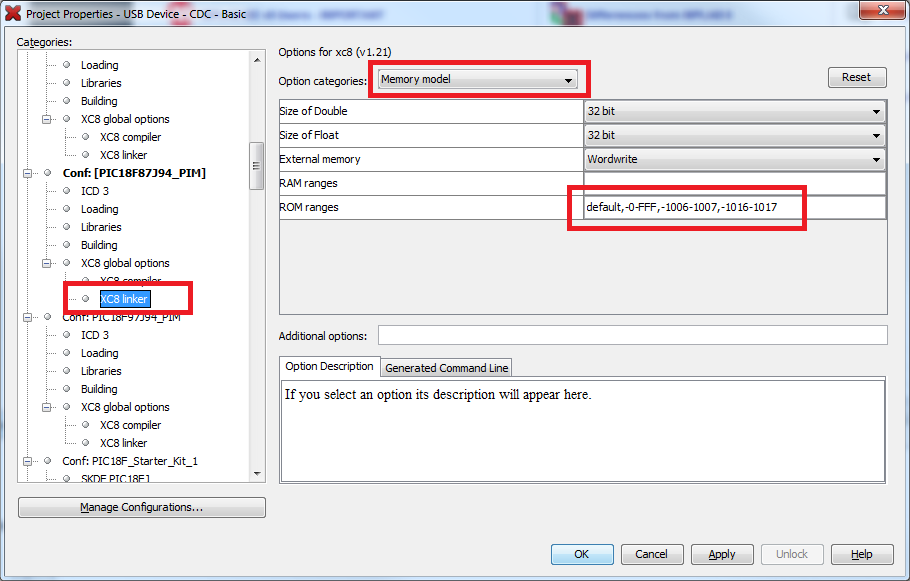 Project Properties - USB Device - CDC - Basic
Categories:
Loading
Libraries
Building
XC8 global options
XC8 compiler
XC8 linker
Conf: [PIC18F87J94_PIM]
ICD 3
Loading
Libraries
Building
XC8 global options
XC8 compiler
XC8 linker
Conf: PIC18F97J94_PIM
ICD 3
Loading
Libraries
Building
XC8 global options
XC8 compiler
XC8 linker
Conf: PIC18F_Starter_Kit_1
SKDE PIC18FJ
Manage Configurations...
Options for xc8 (v1.21)
Option categories: Memory model
Reset
Size of Double 32 bit
Size of Float 32 bit
External memory Wordwrite
RAM ranges
ROM ranges default,-0-FFF,-1006-1007,-1016-1017
Additional options:
Option Description Generated Command Line
If you select an option its description will appear here.
OK Cancel Apply Unlock Help